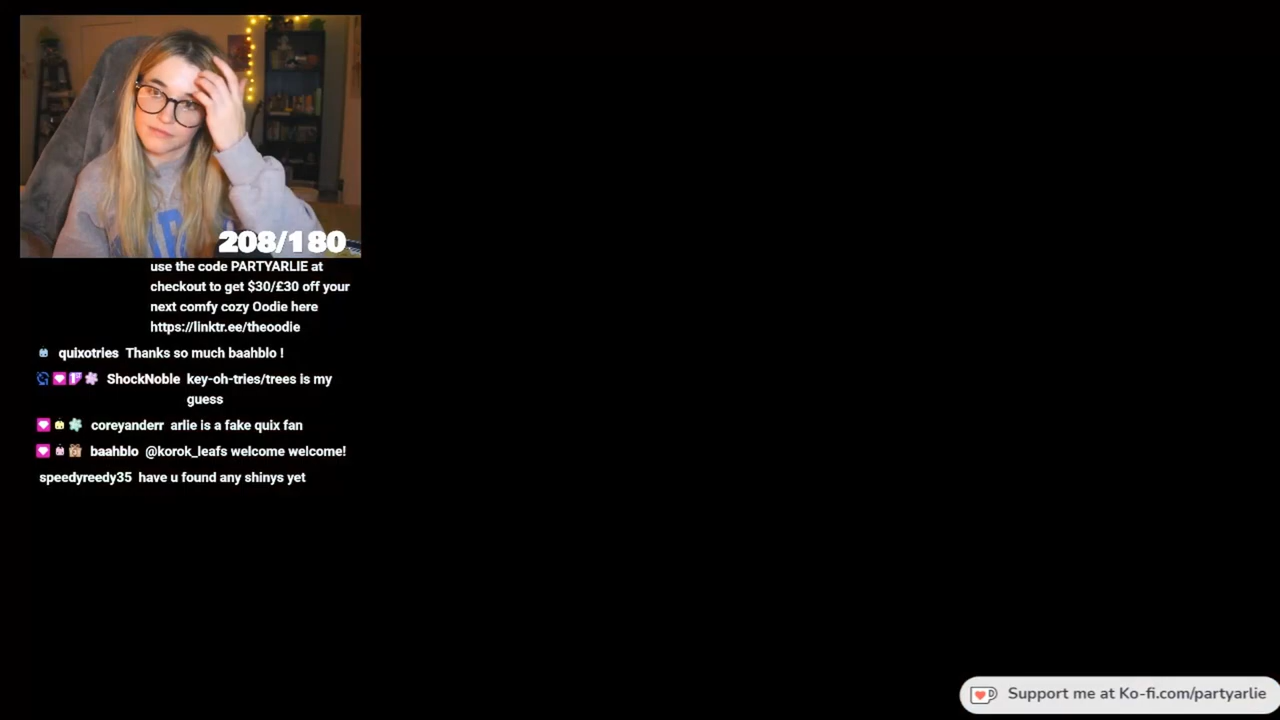 208/180
use the code PARTYARLIE at
checkout to get $30/£30 off your
next comfy cozy Oodie here
https://linktr.ee/theoodie
quixotries Thanks so much baahblo !
ShockNoble key-oh-tries/trees is my
guess
coreyanderr arlie is a fake quix fan
baahblo @korok_leafs welcome welcome!
speedyreedy35 have u found any shinys yet
Support me at Ko-fi.com/partyarlie